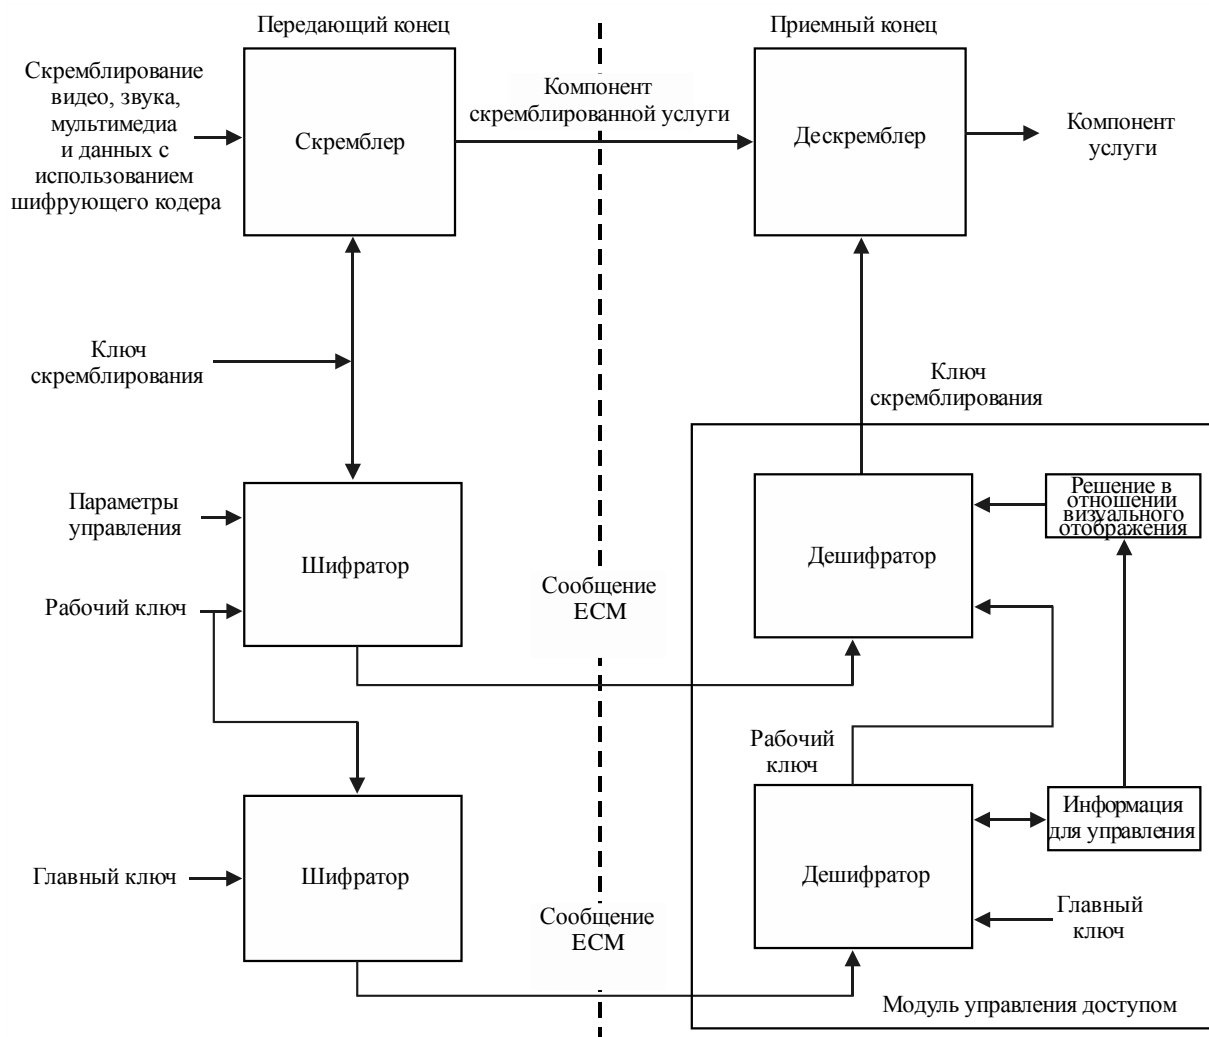 Передающий конец
Приемный конец
Скремблирование
видео, звука,
мультимедиа
и данных с
использованием
шифрующего кодера
Скремблер
Компонент
скремблированной услуги
Дескремблер
Компонент
услуги
Ключ
скремблирования
Ключ
скремблирования
Параметры
управления
Рабочий ключ
Шифратор
Сообщение
ECM
Дешифратор
Решение в
отношении
визуального
отображения
Рабочий
ключ
Главный ключ
Шифратор
Сообщение
ECM
Дешифратор
Информация
для управления
Главный
ключ
Модуль управления доступом